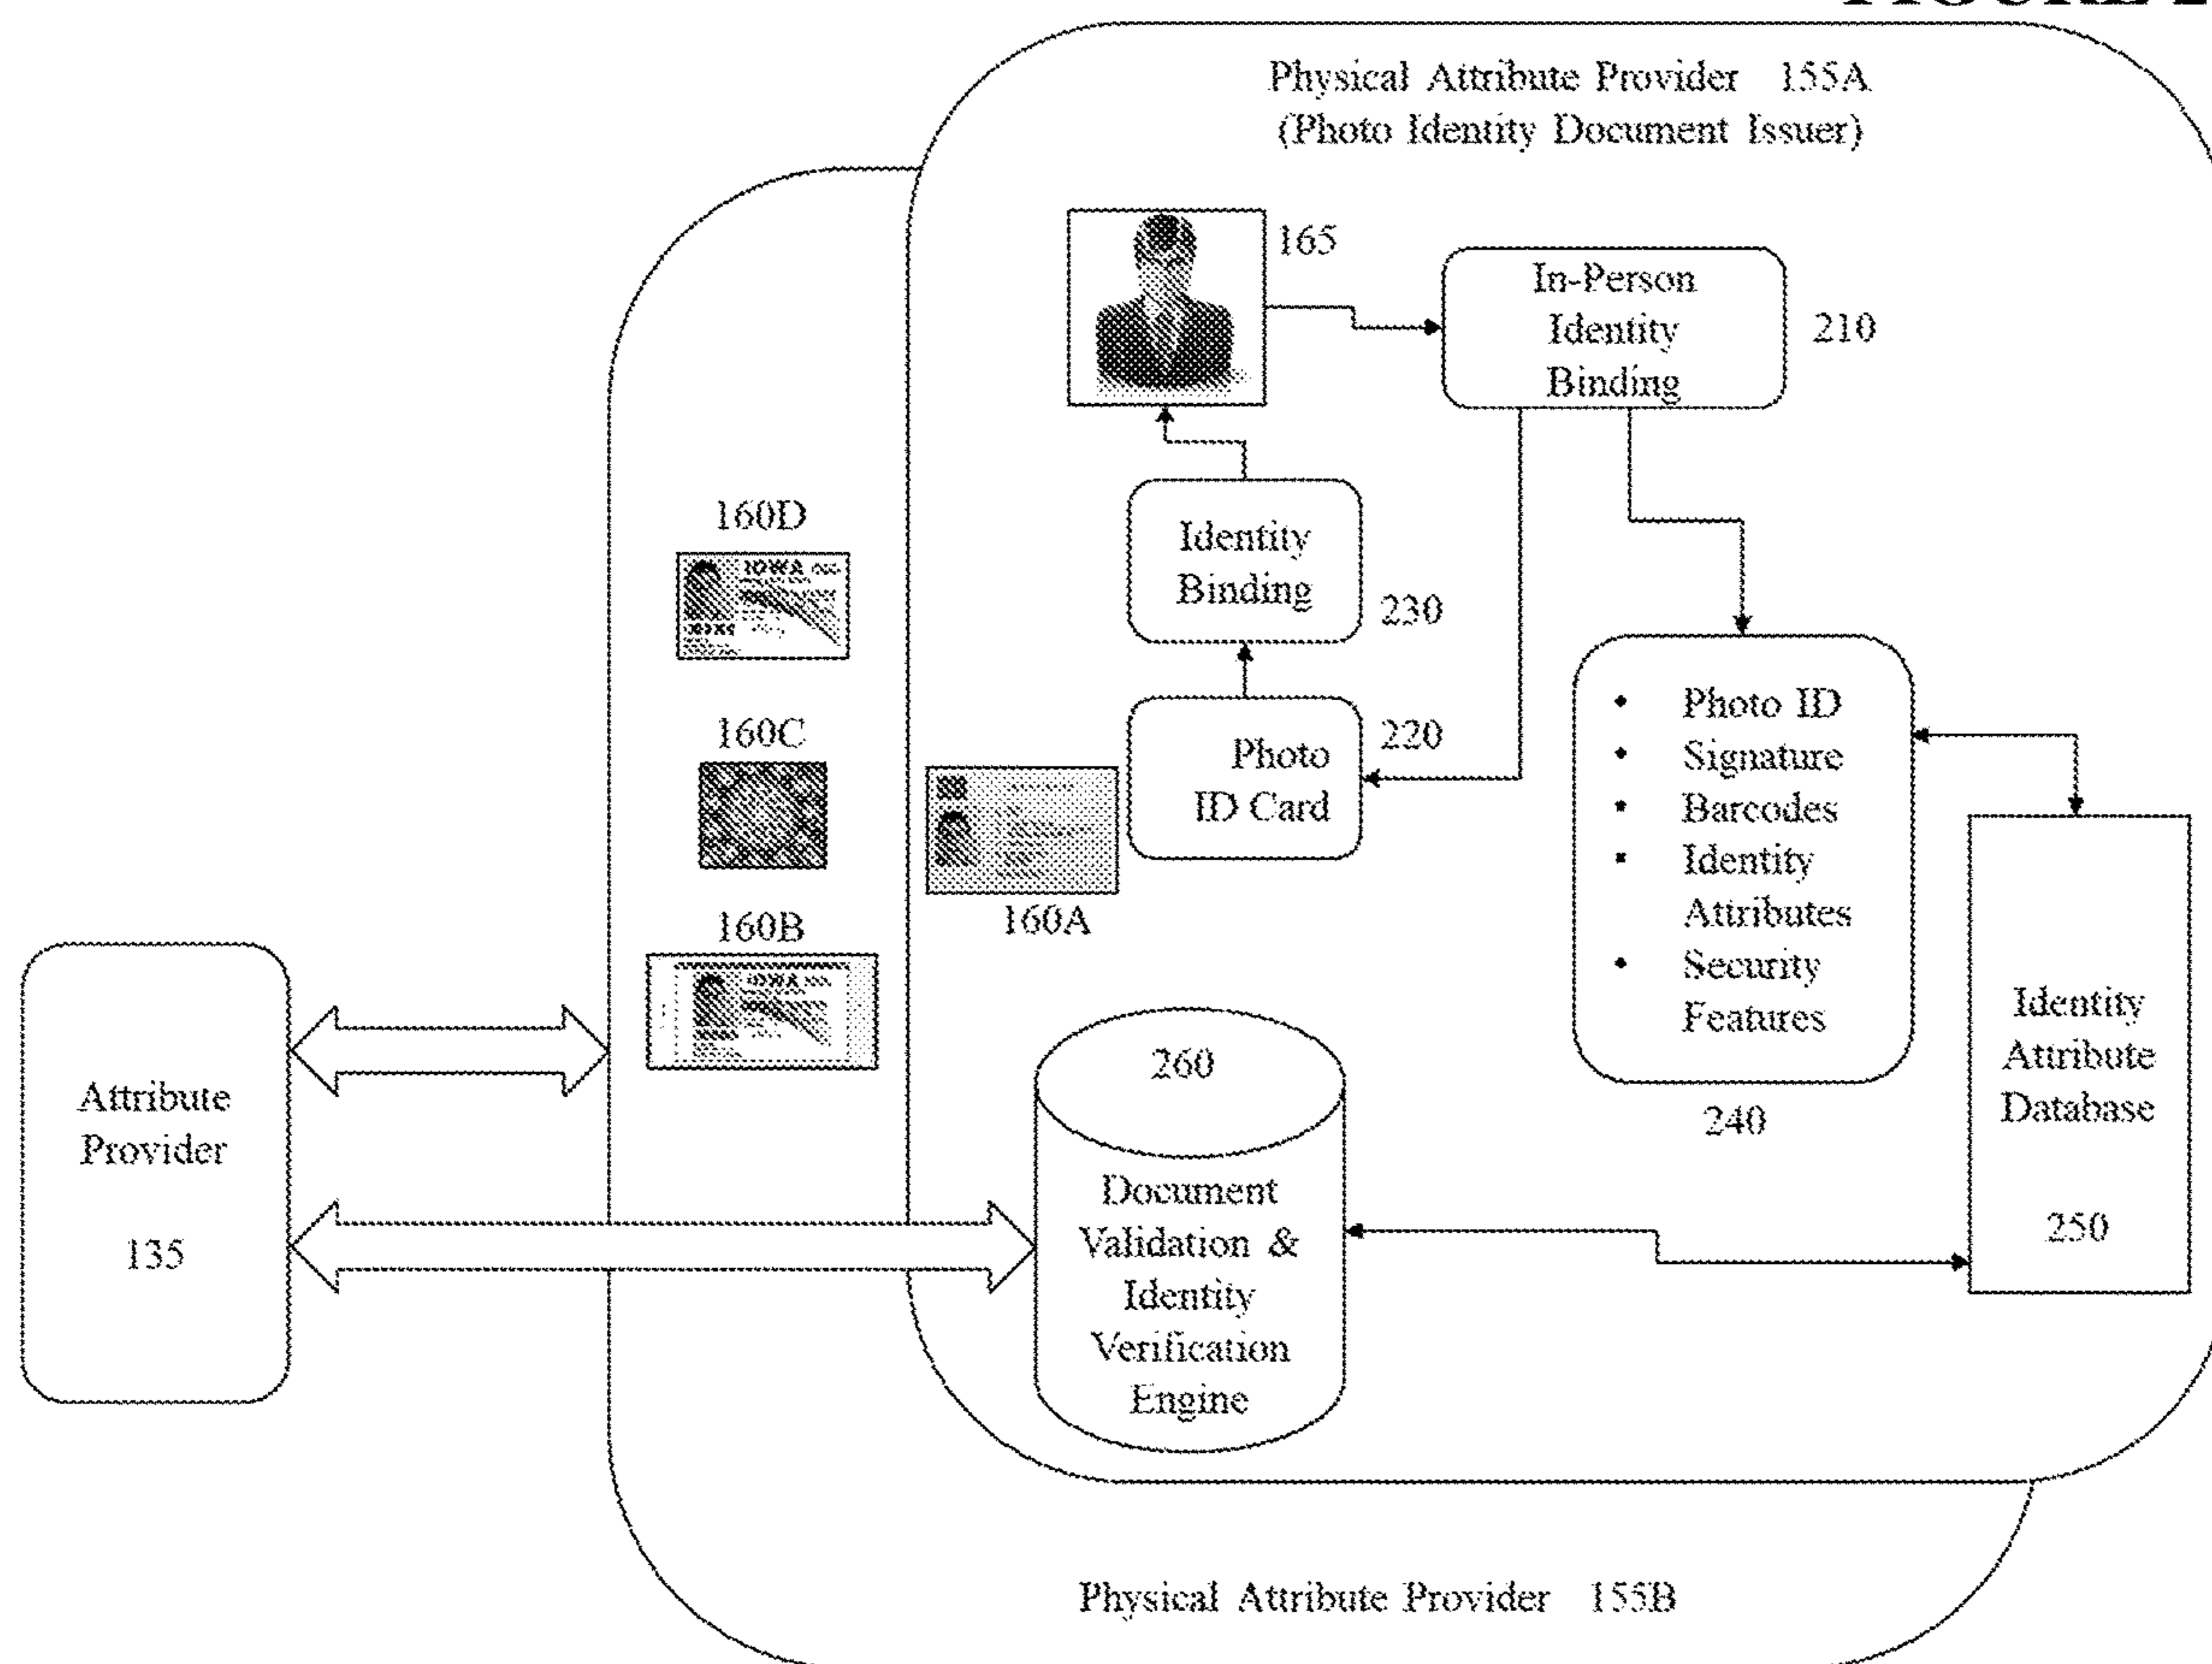 Physical Attribute Provider 155A
(Photo Identity Document Issuer)
165
In-Person
Identity
Binding
210
Identity
Binding
230
Photo
ID Card
220
160D
IOWA
160C
160B
IOWA
160A
• Photo ID
• Signature
• Barcodes
• Identity
Attributes
• Security
Features
240
Identity
Attribute
Database
250
260
Document
Validation &
Identity
Verification
Engine
Attribute
Provider
135
Physical Attribute Provider 155B